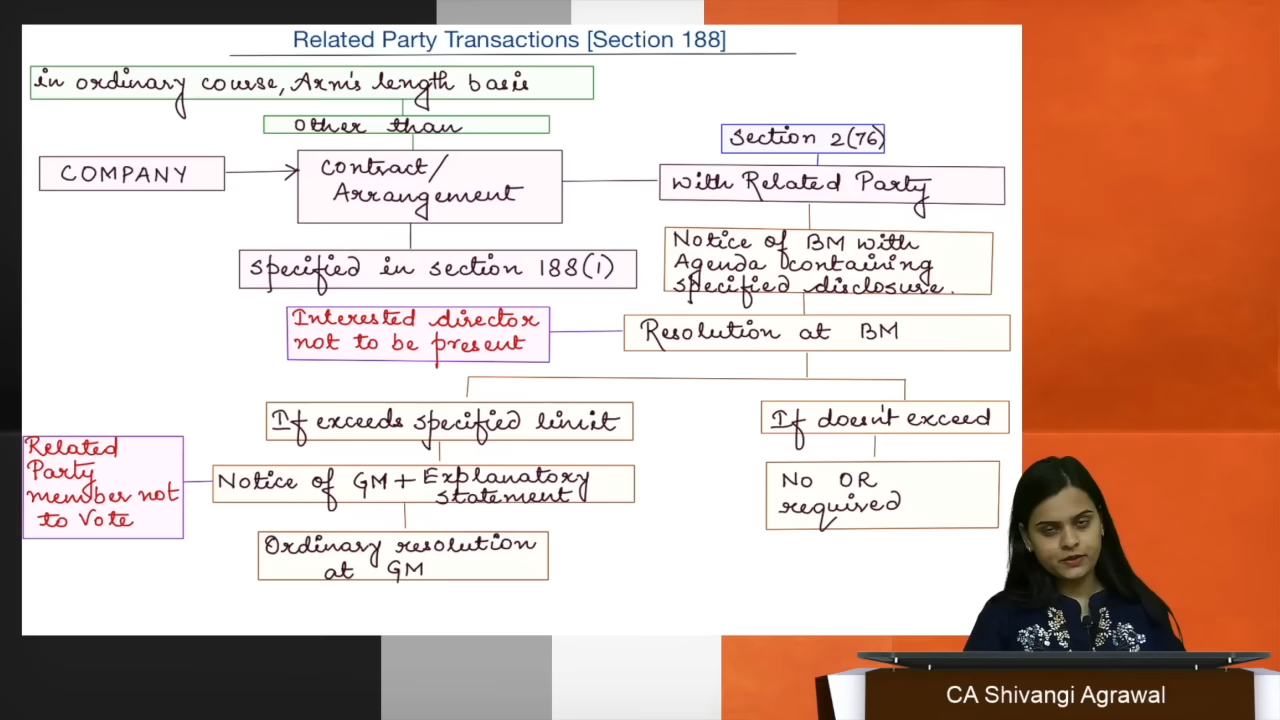 Related Party Transactions [Section 188]
in ordinary course, Arm's length basis
other than
Section 2(76)
COMPANY
Contract/
Arrangement
with Related Party
specified in section 188(1)
Notice of BM with
Agenda containing
specified disclosure.
Interested director
not to be present
Resolution at BM
If exceeds specified limit
If doesn't exceed
Related
Party
member not
to Vote
Notice of GM + Explanatory
statement
No OR
required
Ordinary resolution
at GM
CA Shivangi Agrawal